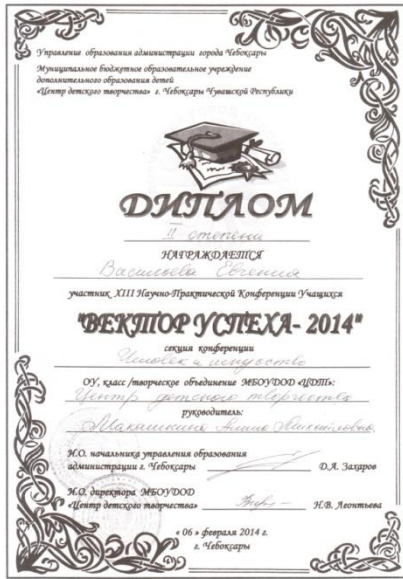 Управление образования администрации города Чебоксары
Муниципальное бюджетное образовательное учреждение
дополнительного образования детей
«Центр детского творчества» г. Чебоксары Чувашской Республики
ДИПЛОМ
II степени
НАГРАЖДАЕТСЯ
Васильева Евгения
участник XIII Научно-Практической Конференции Учащихся
"ВЕКТОР УСПЕХА- 2014"
секция конференции
Человек и искусство
ОУ, класс /творческое объединение МБОУДОД «ЦДТ»:
Центр детского творчества
руководитель:
Михайловна
И.О. начальника управления образования
администрации г. Чебоксары Д.А. Захаров
И.О. директора МБОУДОД
«Центр детского творчества» Н.В. Леонтьева
« 06 » февраля 2014 г.
г. Чебоксары